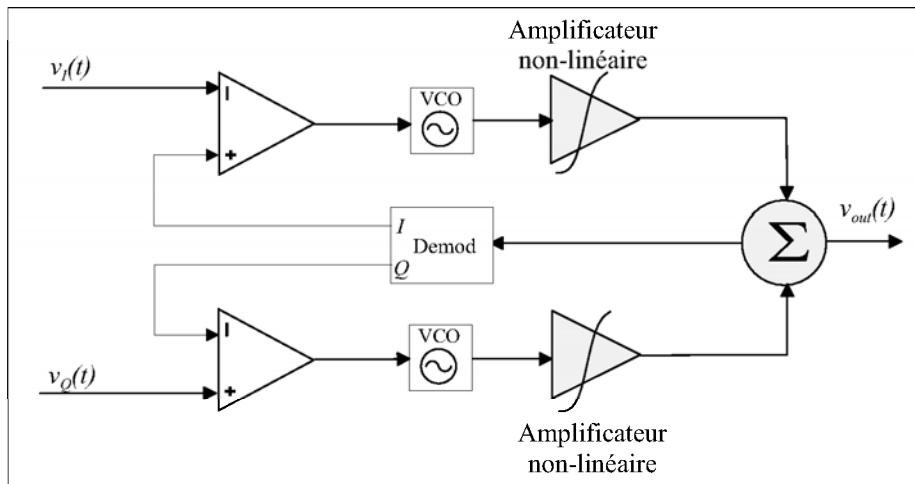 Amplificateur
non-linéaire
v_I(t)
VCO
I
+
I
Demod
Q
Σ
v_out(t)
I
VCO
v_Q(t)
+
Amplificateur
non-linéaire